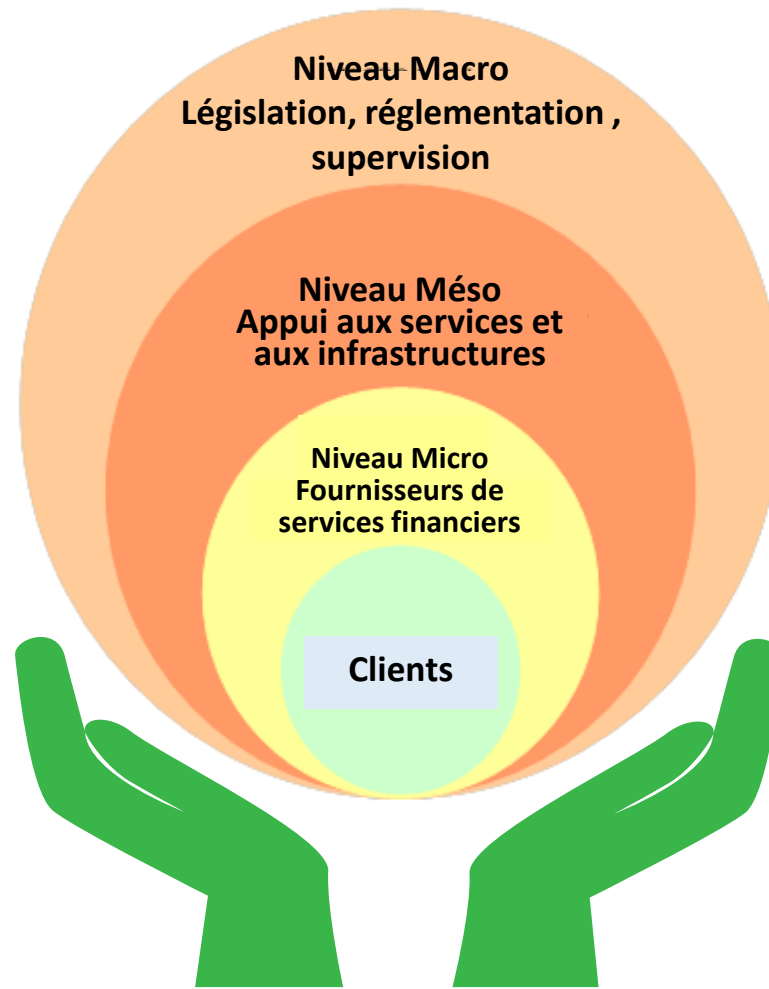 Niveau Macro
Législation, réglementation ,
supervision
Niveau Méso
Appui aux services et
aux infrastructures
Niveau Micro
Fournisseurs de
services financiers
Clients